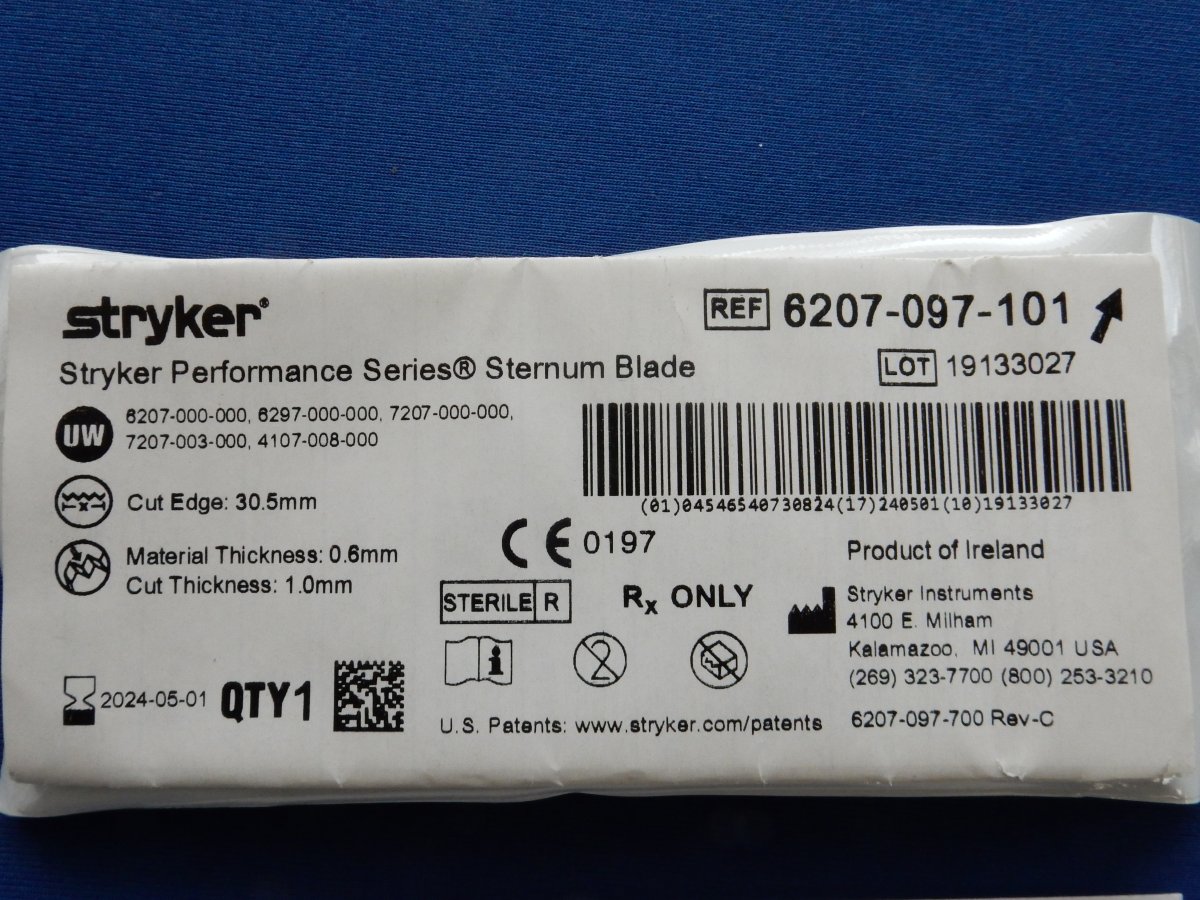 stryker®
REF 6207-097-101
Stryker Performance Series® Sternum Blade
LOT 19133027
UW 6207-000-000, 6297-000-000, 7207-000-000,
7207-003-000, 4107-008-000
(01)04546540730824(17)240501(10)19133027
Cut Edge: 30.5mm
CE 0197
Product of Ireland
Material Thickness: 0.6mm
Cut Thickness: 1.0mm
STERILE R
Rx ONLY
Stryker Instruments
4100 E. Milham
Kalamazoo, MI 49001 USA
(269) 323-7700 (800) 253-3210
2
2024-05-01 QTY1
U.S. Patents: www.stryker.com/patents
6207-097-700 Rev-C